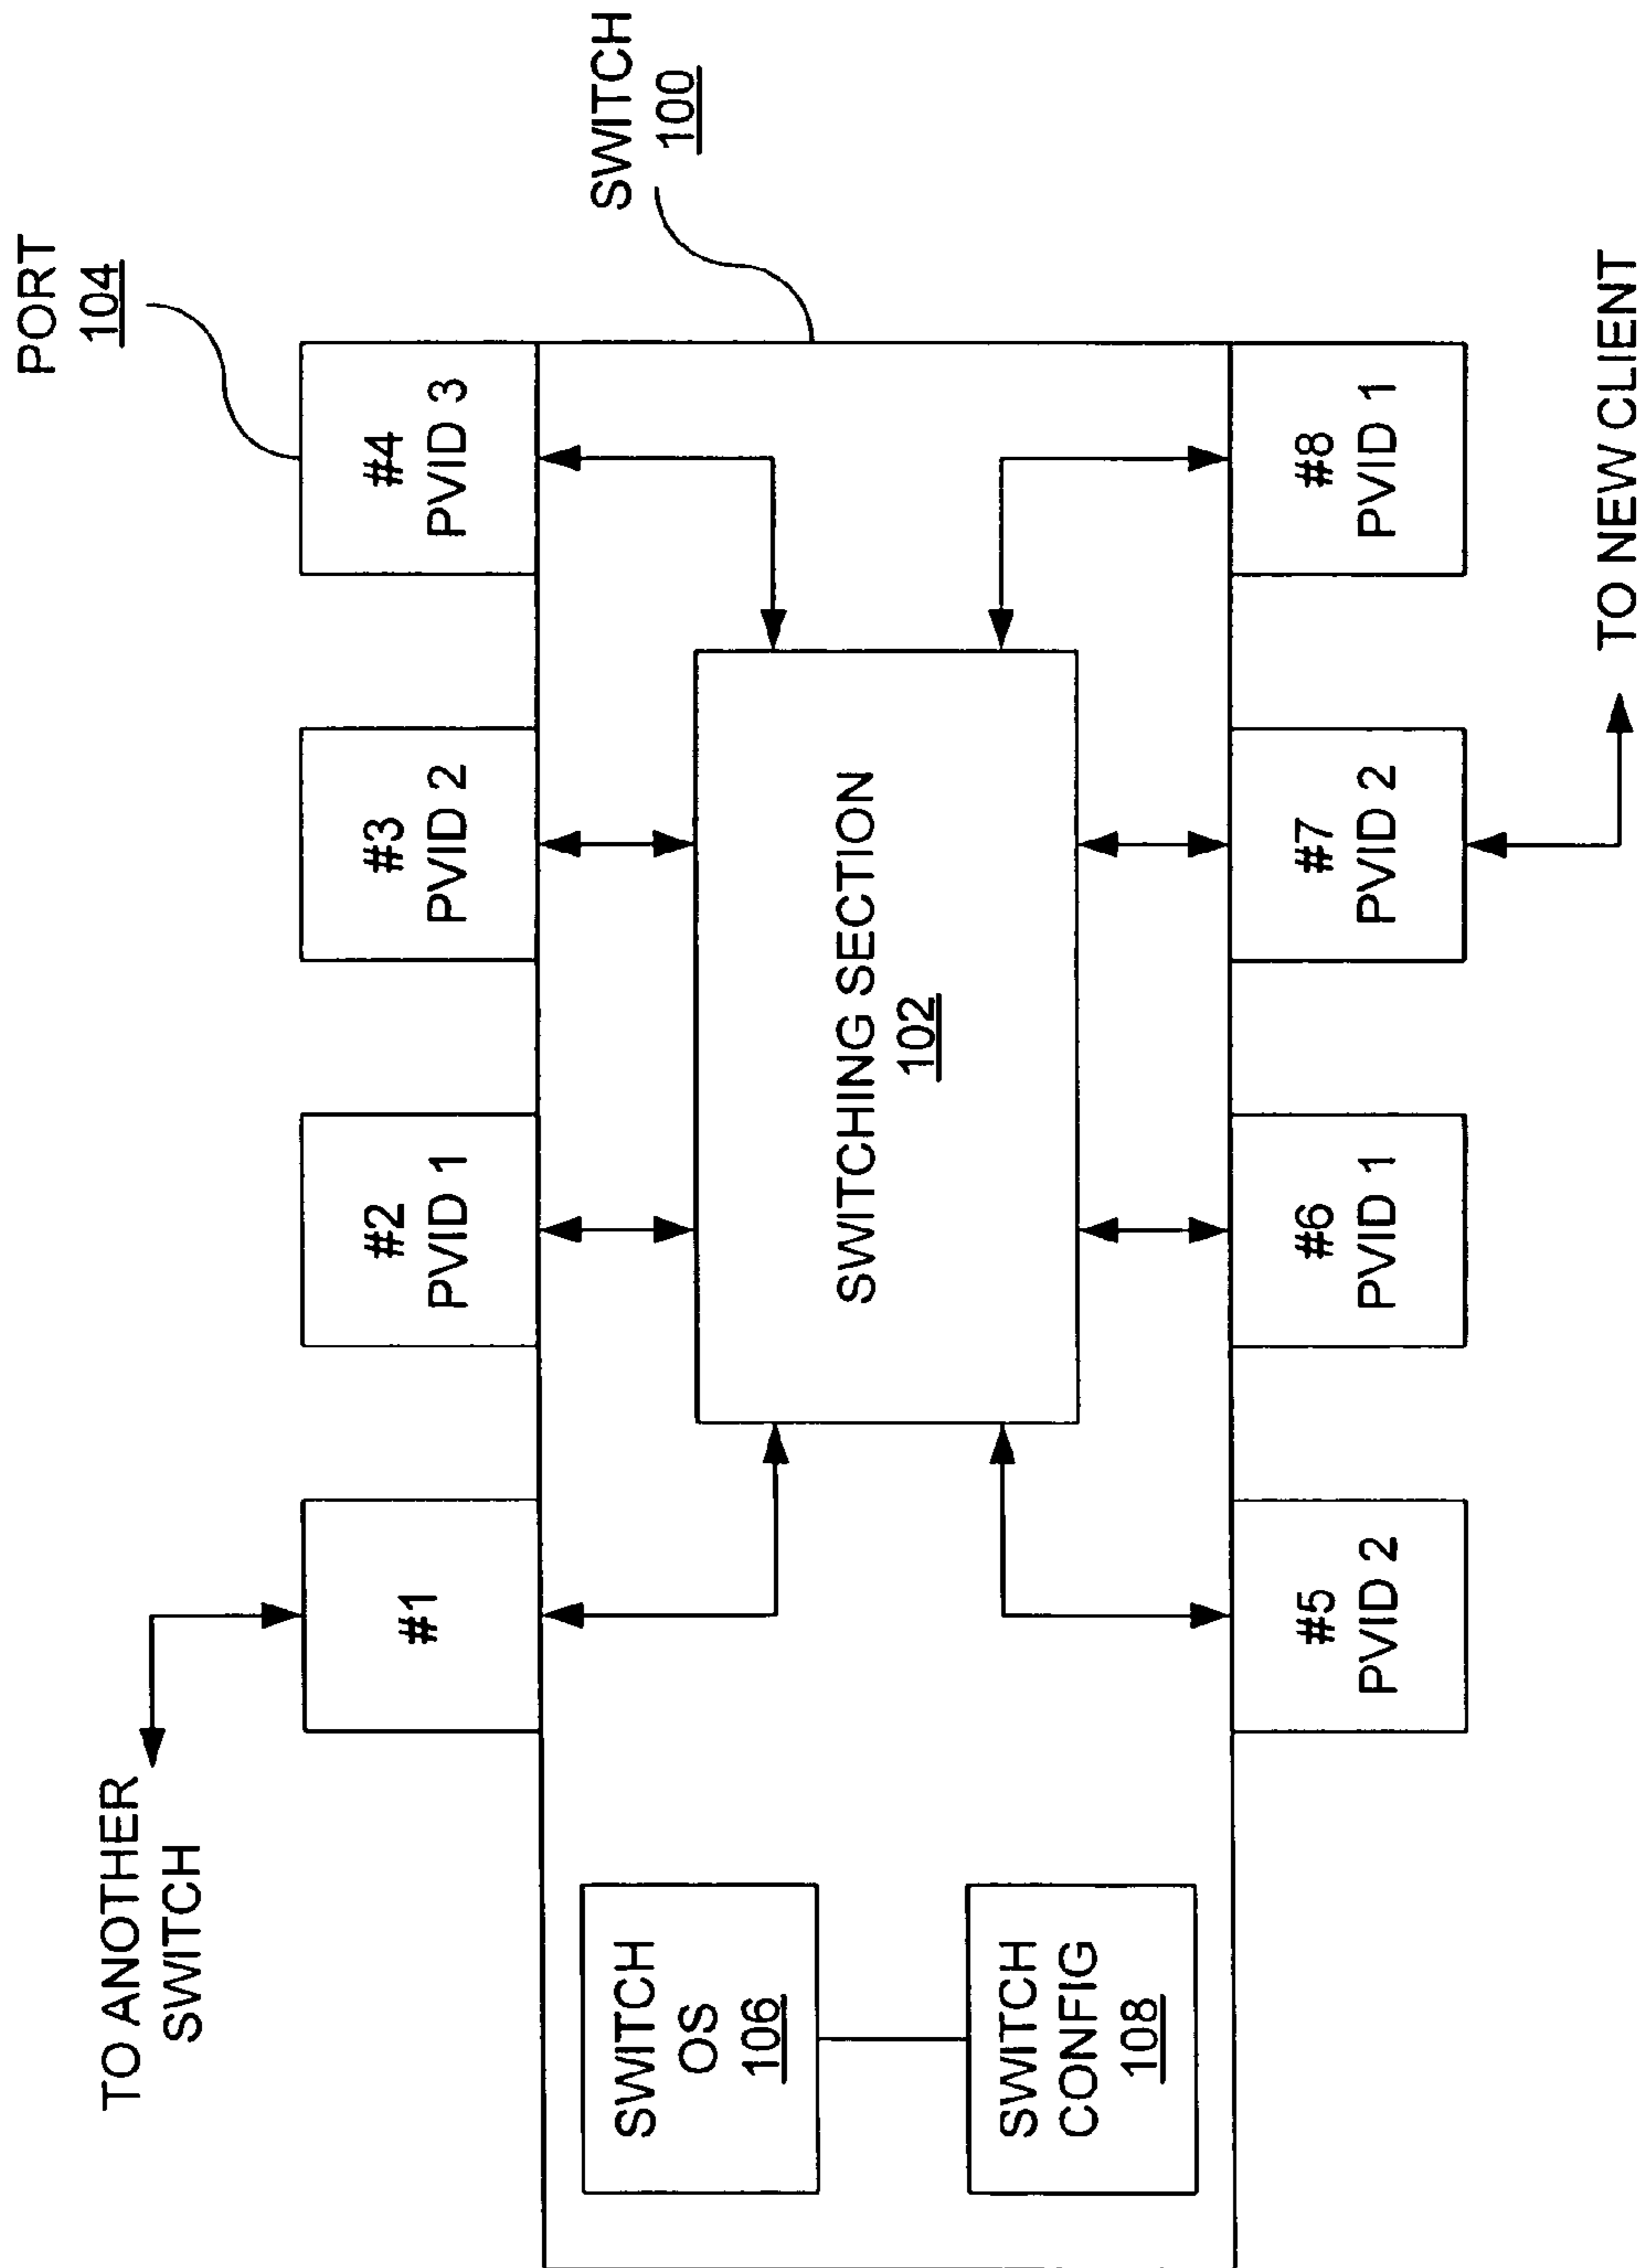 PORT
104
SWITCH
100
TO ANOTHER
SWITCH
#1
#2
PVID 1
#3
PVID 2
#4
PVID 3
SWITCH
OS
106
SWITCH
CONFIG
108
SWITCHING SECTION
102
#5
PVID 2
#6
PVID 1
#7
PVID 2
#8
PVID 1
TO NEW CLIENT